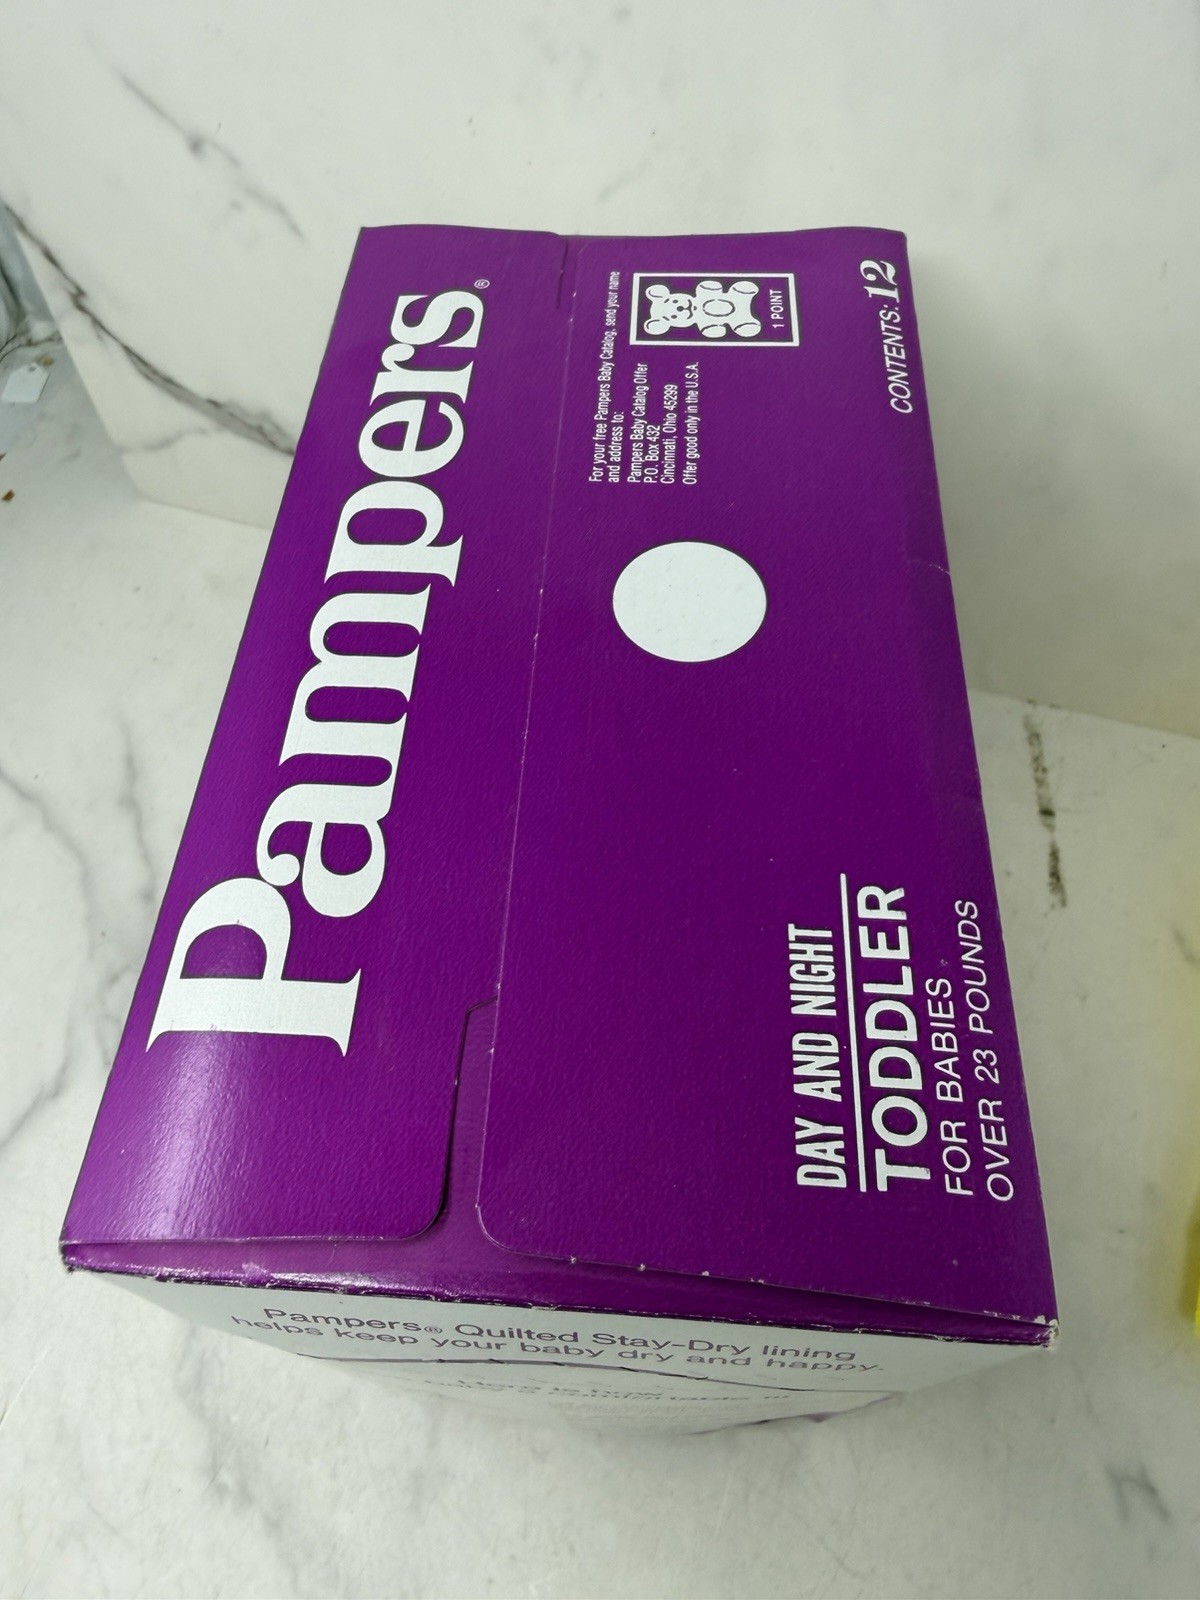 Pampers®
For your free Pampers Baby Catalog, send your name
and address to:
Pampers Baby Catalog Offer
P.O. Box 432
Cincinnati, Ohio 45299
Offer good only in the U.S.A.
1 POINT
CONTENTS: 12
DAY AND NIGHT
TODDLER
FOR BABIES
OVER 23 POUNDS
Pampers® Quilted Stay-Dry lining
helps keep your baby dry and happy.